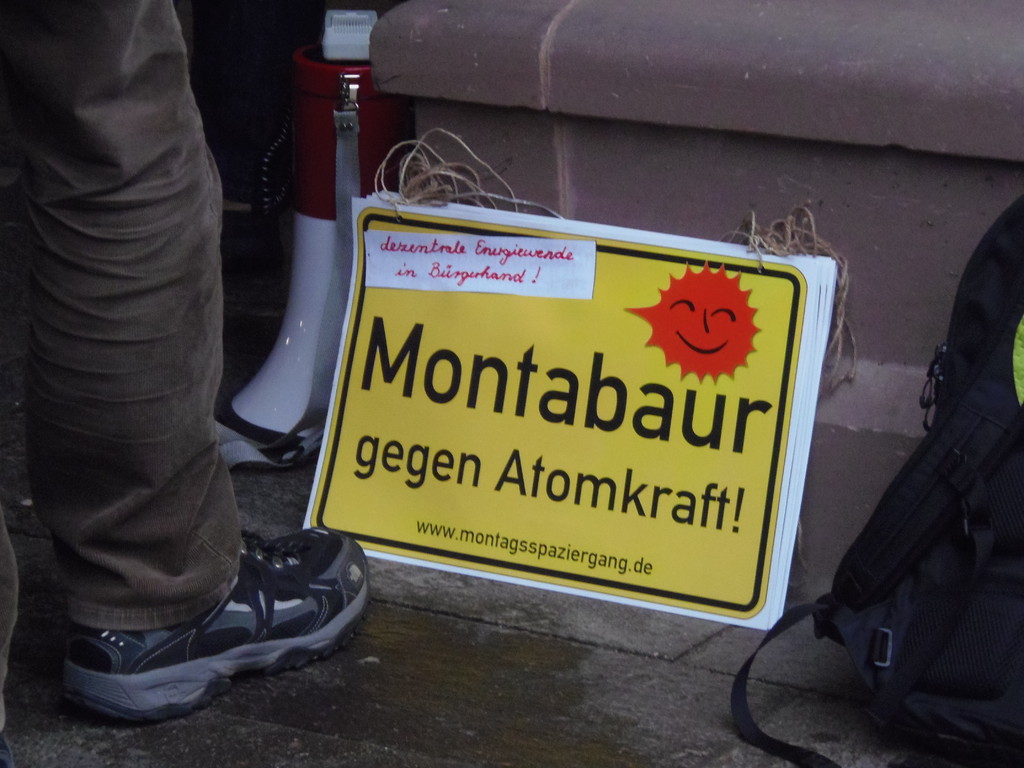 dezentrale Energiewende
in Bürgerhand!
Montabaur
gegen Atomkraft!
www.montagsspaziergang.de